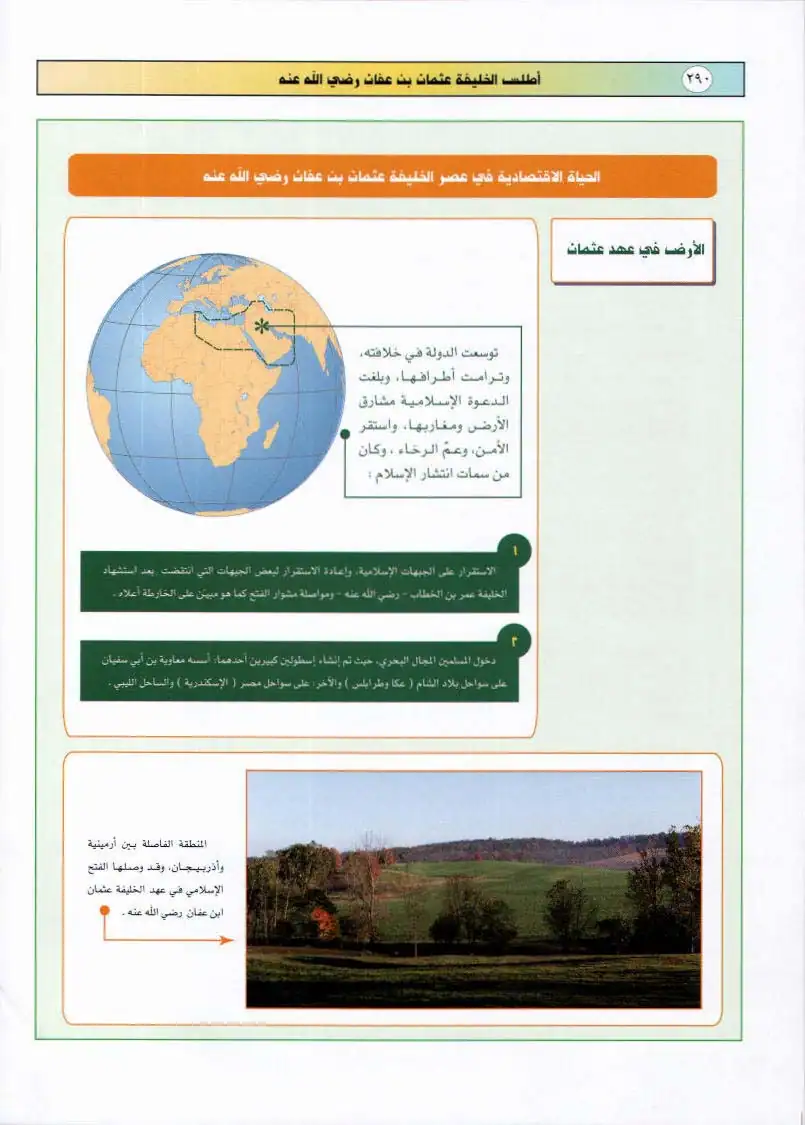 ٢٩٠
أطلس الخليفة عثمان بن عفان رضي الله عنه
الحياة الاقتصادية في عصر الخليفة عثمان بن عفان رضي الله عنه
الأرض في عهد عثمان
توسعت الدولة في خلافته،
وترامت أطرافها، وبلغت
الدعوة الإسلامية مشارق
الأرض ومغاربها، واستقر
الأمن، وعمّ الرخاء، وكان
من سمات انتشار الإسلام :
١
الاستقرار على الجبهات الإسلامية، وإعادة الاستقرار لبعض الجبهات التي انتقضت بعد استشهاد
الخليفة عمر بن الخطاب - رضي الله عنه - ومواصلة مشوار الفتح كما هو مبيّن على الخارطة أعلاه .
٢
دخول المسلمين المجال البحري، حيث تم إنشاء إسطولين كبيرين أحدهما: أسسه معاوية بن أبي سفيان
على سواحل بلاد الشام ( عكا وطرابلس ) والآخر: على سواحل مصر ( الإسكندرية ) والساحل الليبي .
المنطقة الفاصلة بين أرمينية
وأذربيجان، وقد وصلها الفتح
الإسلامي في عهد الخليفة عثمان
ابن عفان رضي الله عنه .